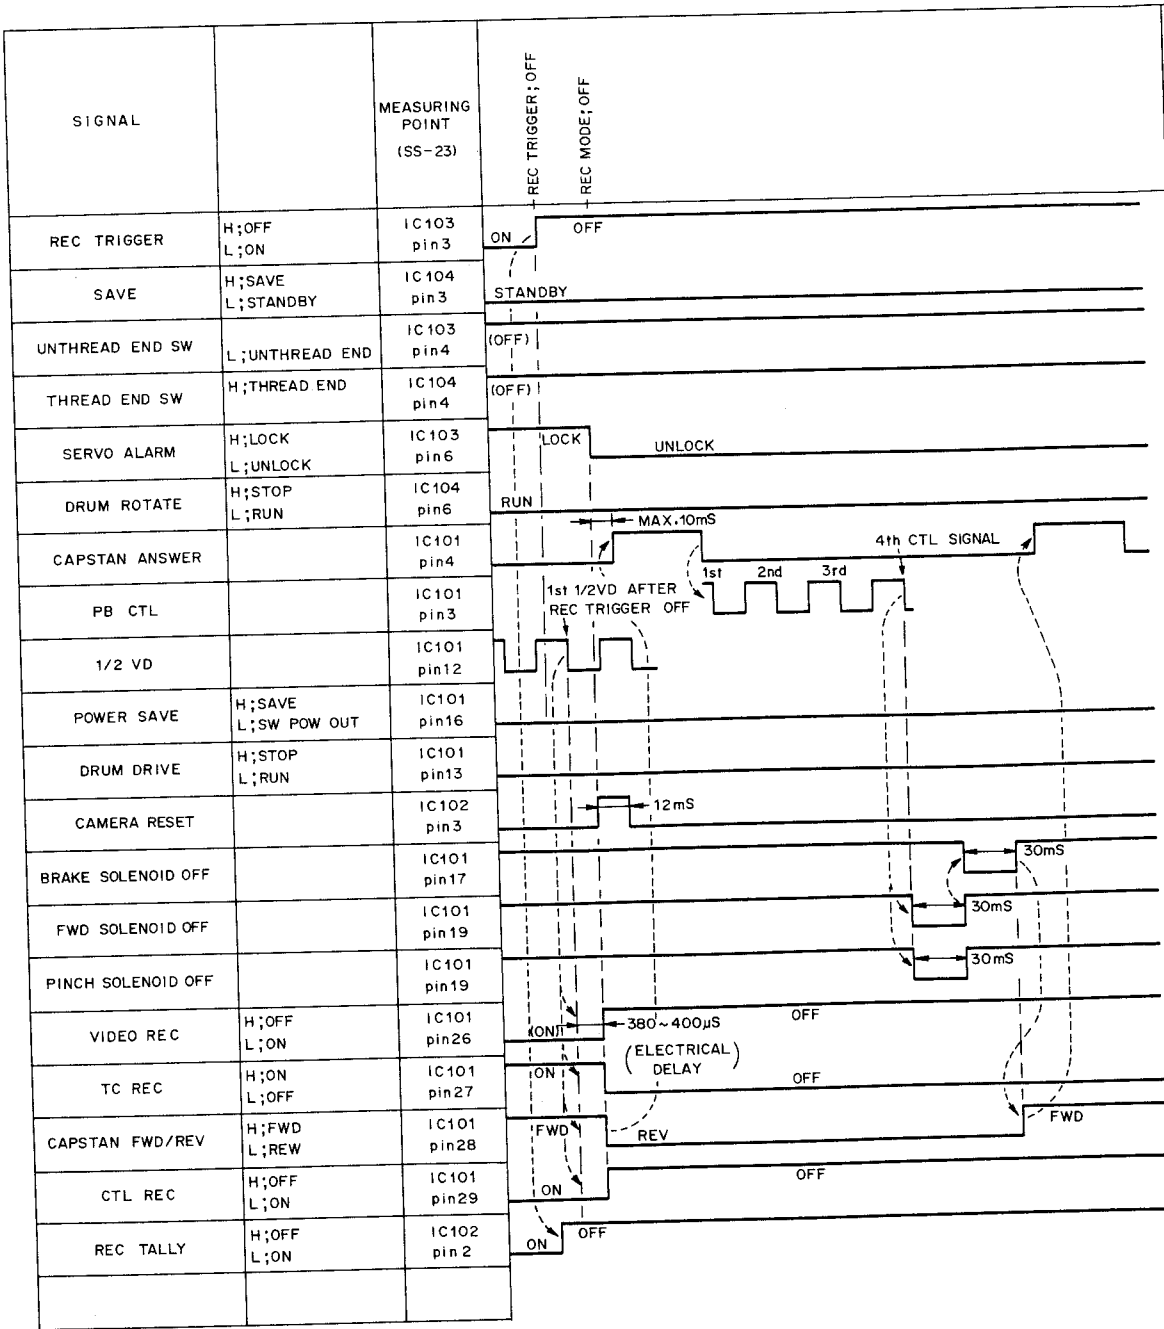 SIGNAL
MEASURING
POINT
(SS-23)
REC TRIGGER;OFF
REC MODE;OFF
REC TRIGGER
H;OFF
L;ON
IC103
pin3
ON
OFF
SAVE
H;SAVE
L;STANDBY
IC104
pin3
STANDBY
UNTHREAD END SW
L;UNTHREAD END
IC103
pin4
(OFF)
THREAD END SW
H;THREAD END
IC104
pin4
(OFF)
SERVO ALARM
H;LOCK
L;UNLOCK
IC103
pin6
LOCK
UNLOCK
DRUM ROTATE
H;STOP
L;RUN
IC104
pin6
RUN
MAX.10mS
CAPSTAN ANSWER
IC101
pin4
4th CTL SIGNAL
PB CTL
IC101
pin3
1st 2nd 3rd
1st 1/2VD AFTER
REC TRIGGER OFF
1/2 VD
IC101
pin12
POWER SAVE
H;SAVE
L;SW POW OUT
IC101
pin16
DRUM DRIVE
H;STOP
L;RUN
IC101
pin13
CAMERA RESET
IC102
pin3
12mS
BRAKE SOLENOID OFF
IC101
pin17
30mS
FWD SOLENOID OFF
IC101
pin19
30mS
PINCH SOLENOID OFF
IC101
pin19
30mS
VIDEO REC
H;OFF
L;ON
IC101
pin26
(ON)
380~400µS
(ELECTRICAL
DELAY)
OFF
TC REC
H;ON
L;OFF
IC101
pin27
ON
OFF
CAPSTAN FWD/REV
H;FWD
L;REW
IC101
pin28
FWD
REV
FWD
CTL REC
H;OFF
L;ON
IC101
pin29
ON
OFF
REC TALLY
H;OFF
L;ON
IC102
pin2
ON
OFF